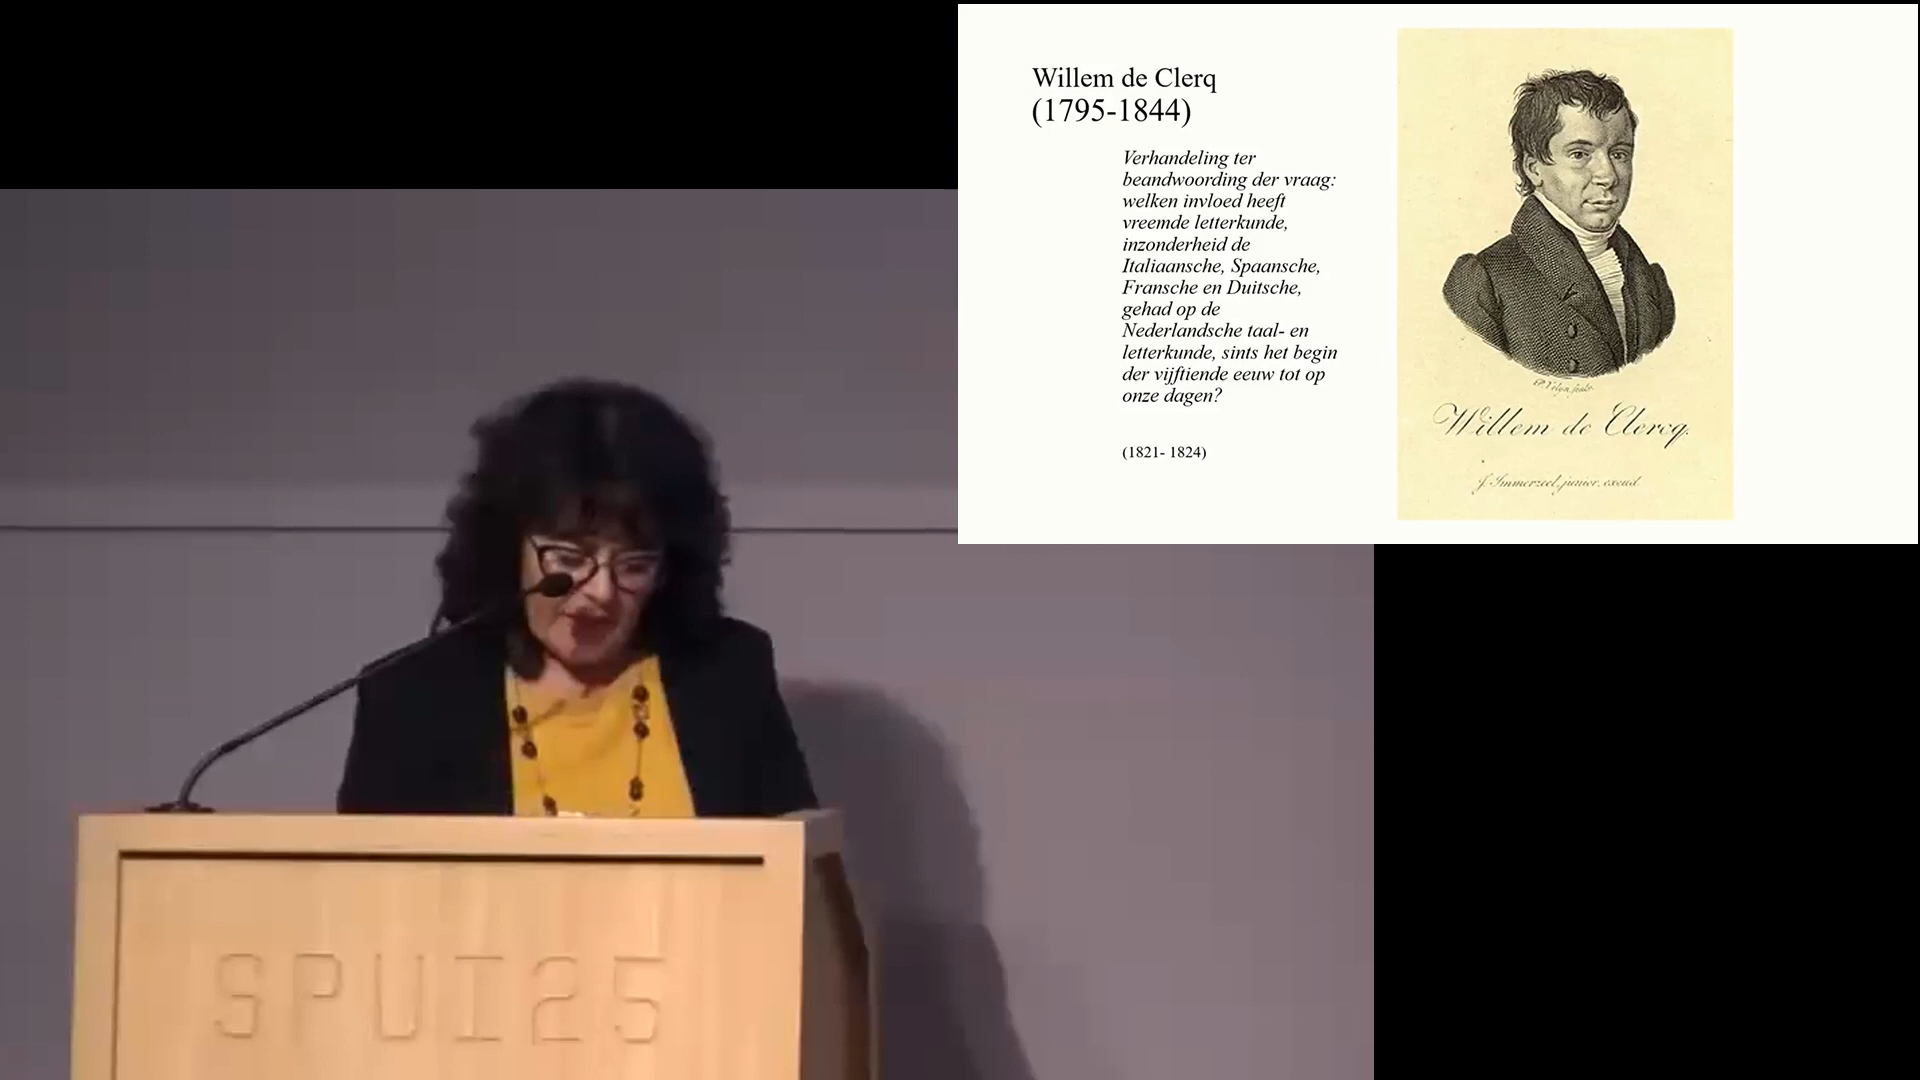 Willem de Clerq
(1795-1844)
Verhandeling ter
beandwoording der vraag:
welken invloed heeft
vreemde letterkunde,
inzonderheid de
Italiaansche, Spaansche,
Fransche en Duitsche,
gehad op de
Nederlandsche taal- en
letterkunde, sints het begin
der vijftiende eeuw tot op
onze dagen?
(1821- 1824)
Willem de Clercq.
J. Immerzeel, junior. excud.
SPUI25